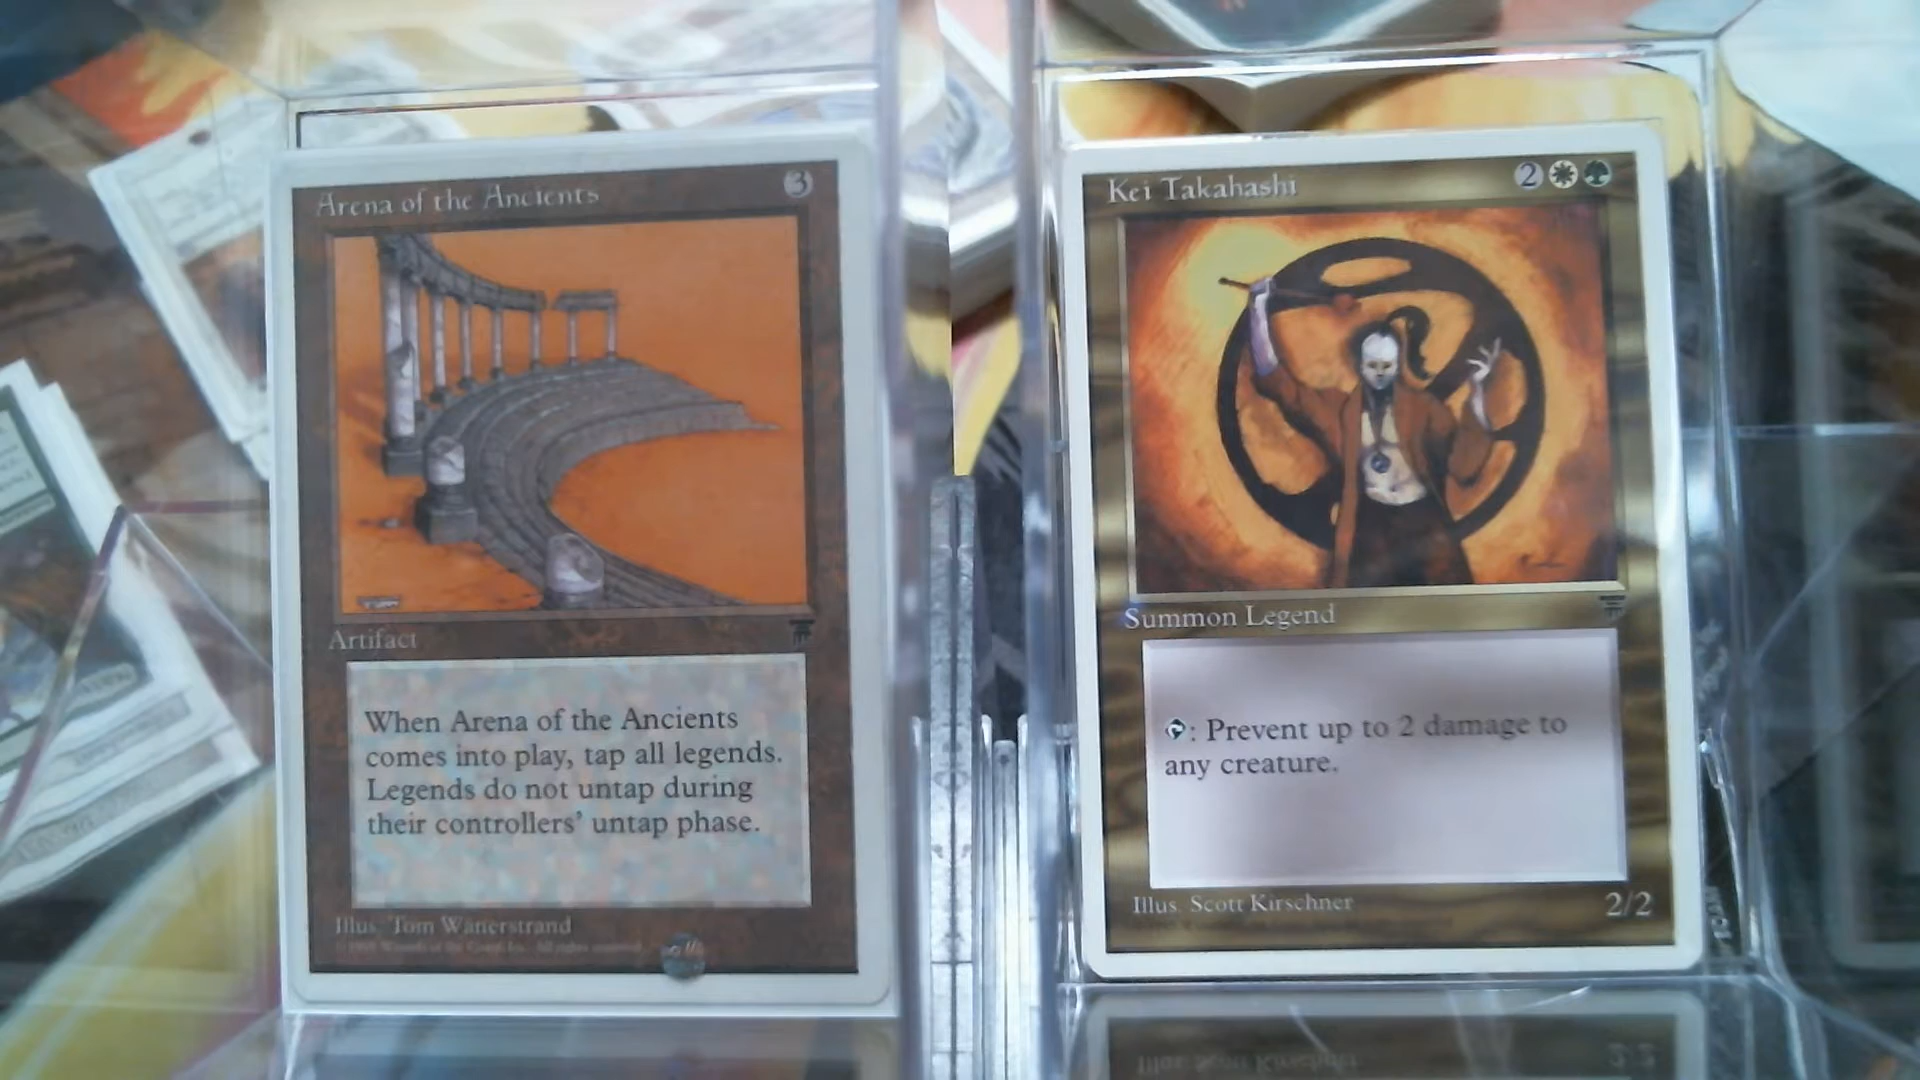 Arena of the Ancients
3
Artifact
When Arena of the Ancients
comes into play, tap all legends.
Legends do not untap during
their controllers' untap phase.
Illus. Tom Wänerstrand
Kei Takahashi
2
Summon Legend
: Prevent up to 2 damage to
any creature.
Illus. Scott Kirschner
2/2